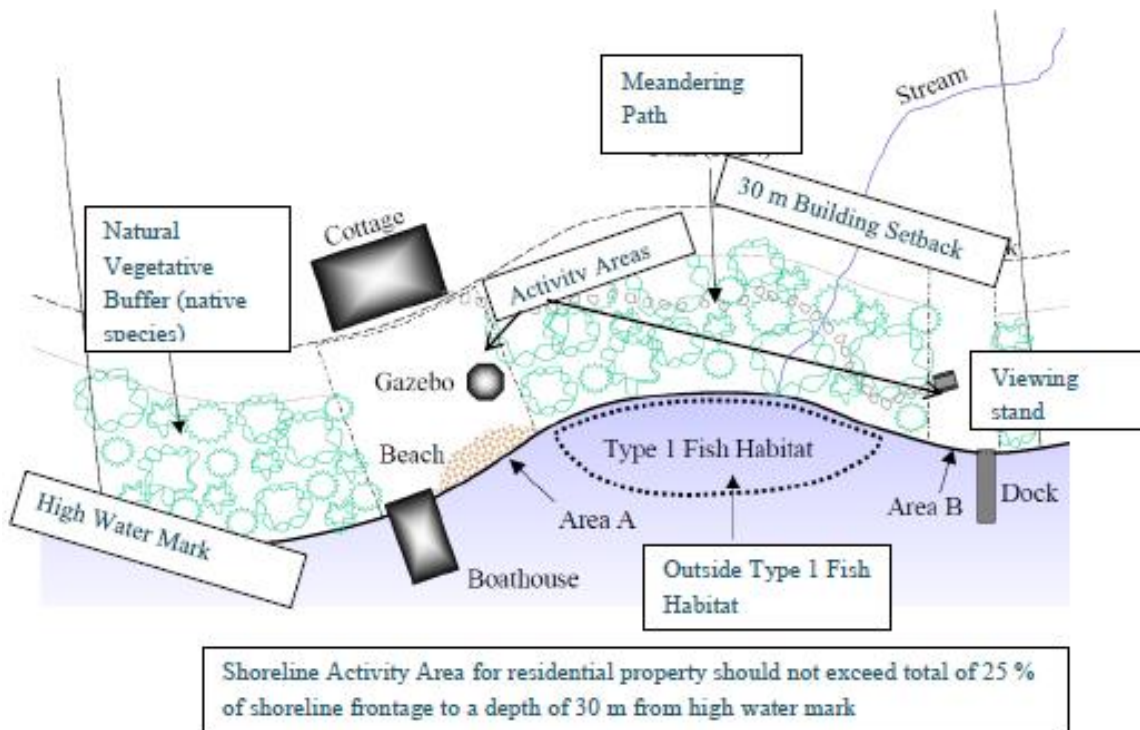 Meandering
Path
Stream
30 m Building Setback
Natural
Vegetative
Buffer (native
species)
Cottage
Activity Areas
Gazebo
Viewing
stand
Beach
Type 1 Fish Habitat
High Water Mark
Area A
Area B
Dock
Boathouse
Outside Type 1 Fish
Habitat
Shoreline Activity Area for residential property should not exceed total of 25 %
of shoreline frontage to a depth of 30 m from high water mark